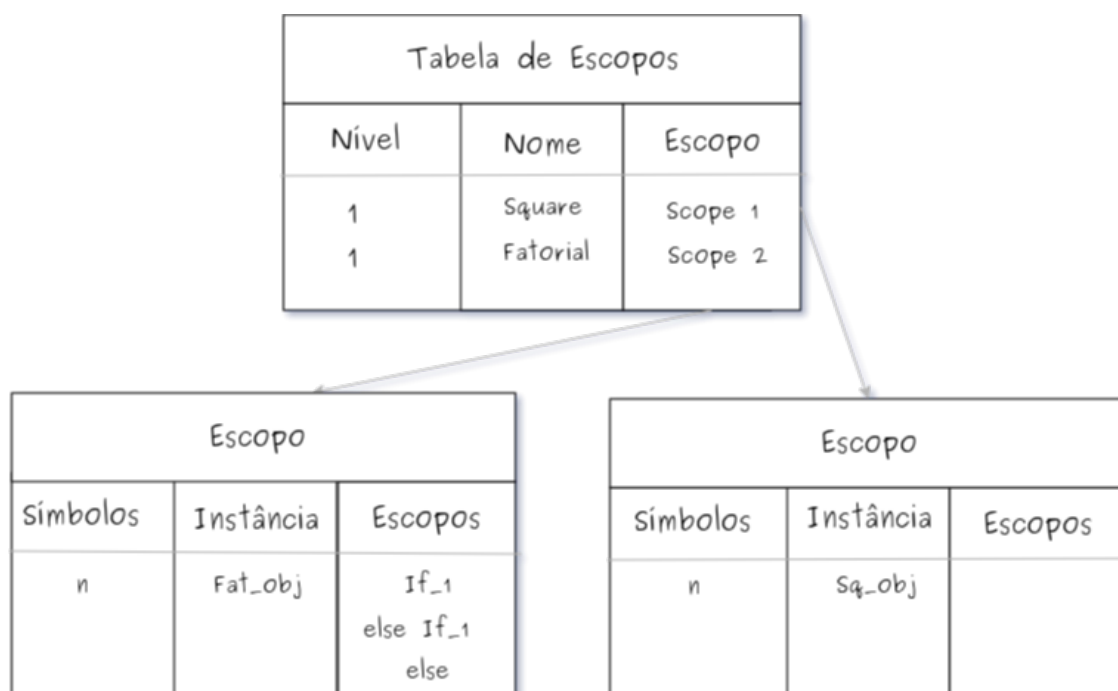 Tabela de Escopos
Nível Nome Escopo
1 Square Scope 1
1 Fatorial Scope 2
Escopo
Símbolos Instância Escopos
n Fat_obj If_1
else If_1
else
Escopo
Símbolos Instância Escopos
n Sq_obj